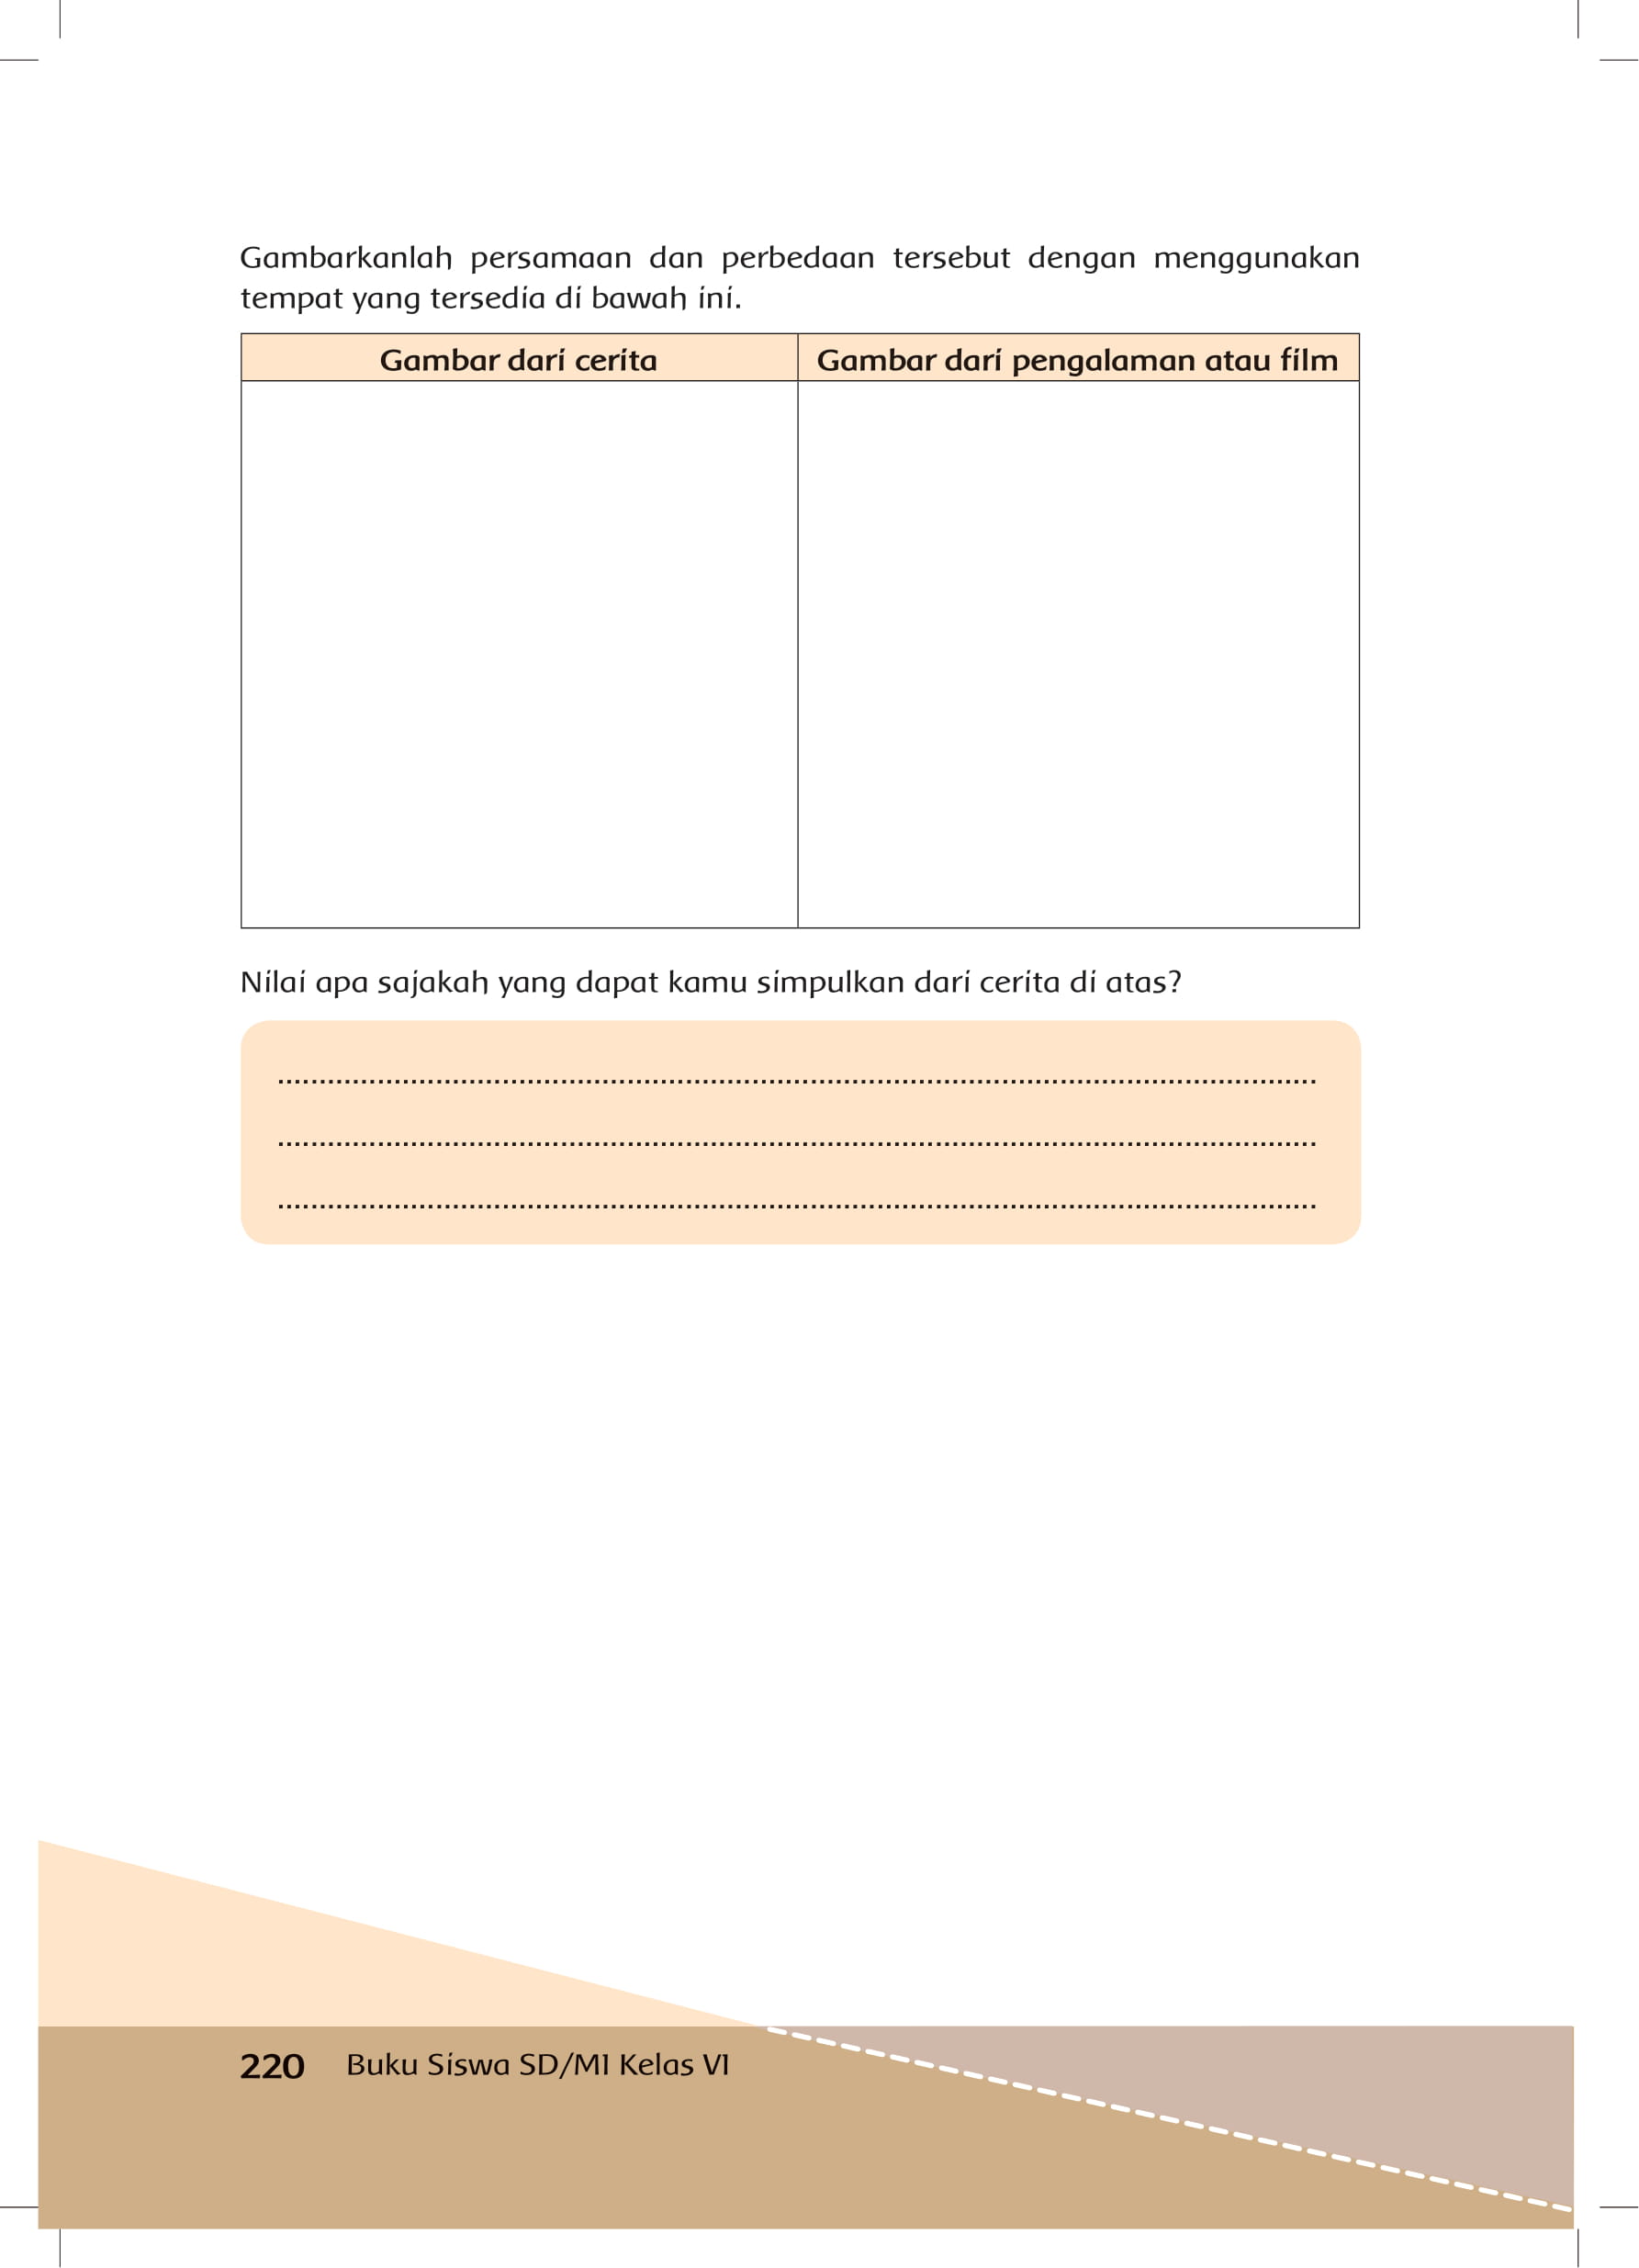 Gambarkanlah persamaan dan perbedaan tersebut dengan menggunakan
tempat yang tersedia di bawah ini.
Gambar dari cerita
Gambar dari pengalaman atau film
Nilai apa sajakah yang dapat kamu simpulkan dari cerita di atas?
220 Buku Siswa SD/MI Kelas VI